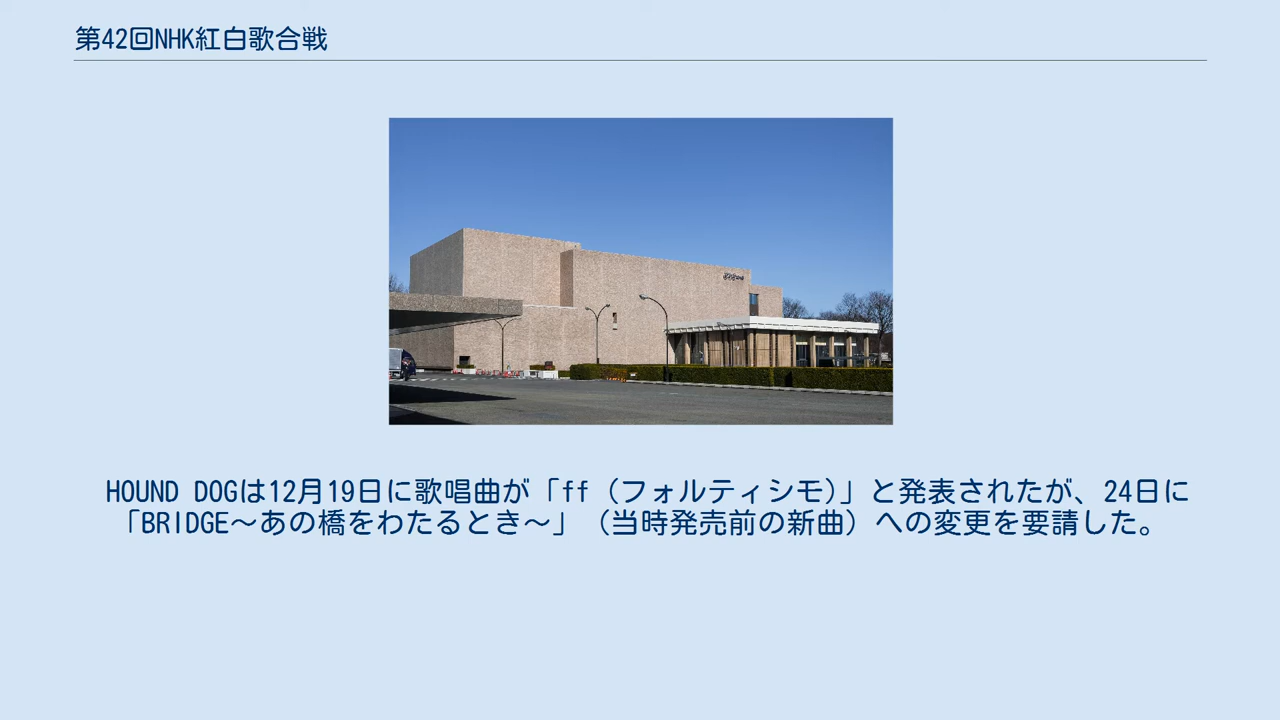 第42回NHK紅白歌合戦
HOUND DOGは12月19日に歌唱曲が「ff（フォルティシモ）」と発表されたが、24日に
「BRIDGE〜あの橋をわたるとき〜」（当時発売前の新曲）への変更を要請した。